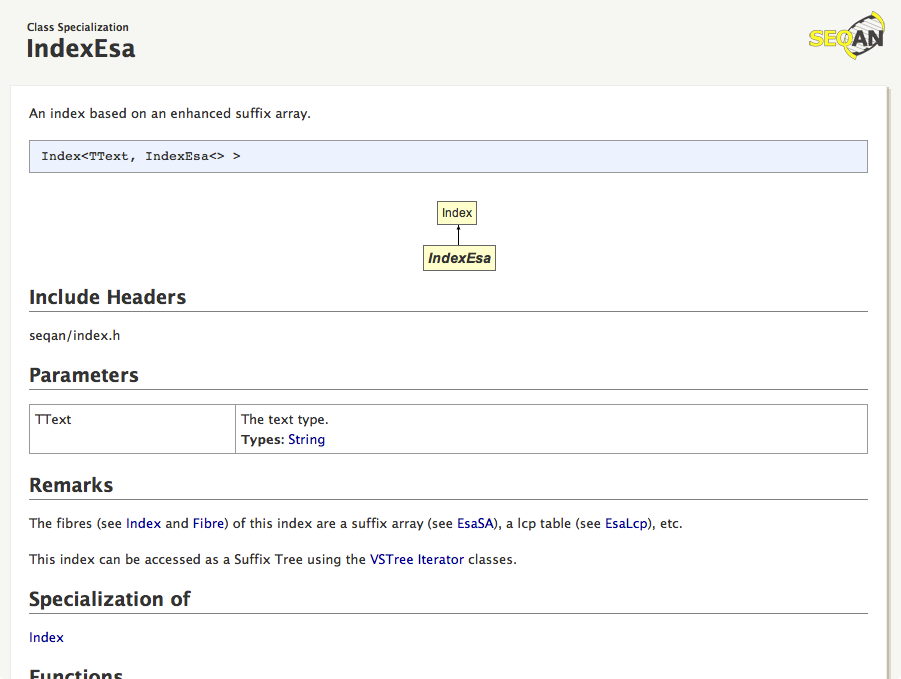 Class Specialization
IndexEsa
SEQAN
An index based on an enhanced suffix array.
Index<TText, IndexEsa<> >
Index
IndexEsa
Include Headers
seqan/index.h
Parameters
TText
The text type.
Types: String
Remarks
The fibres (see Index and Fibre) of this index are a suffix array (see EsaSA), a lcp table (see EsaLcp), etc.
This index can be accessed as a Suffix Tree using the VSTree Iterator classes.
Specialization of
Index
Functions